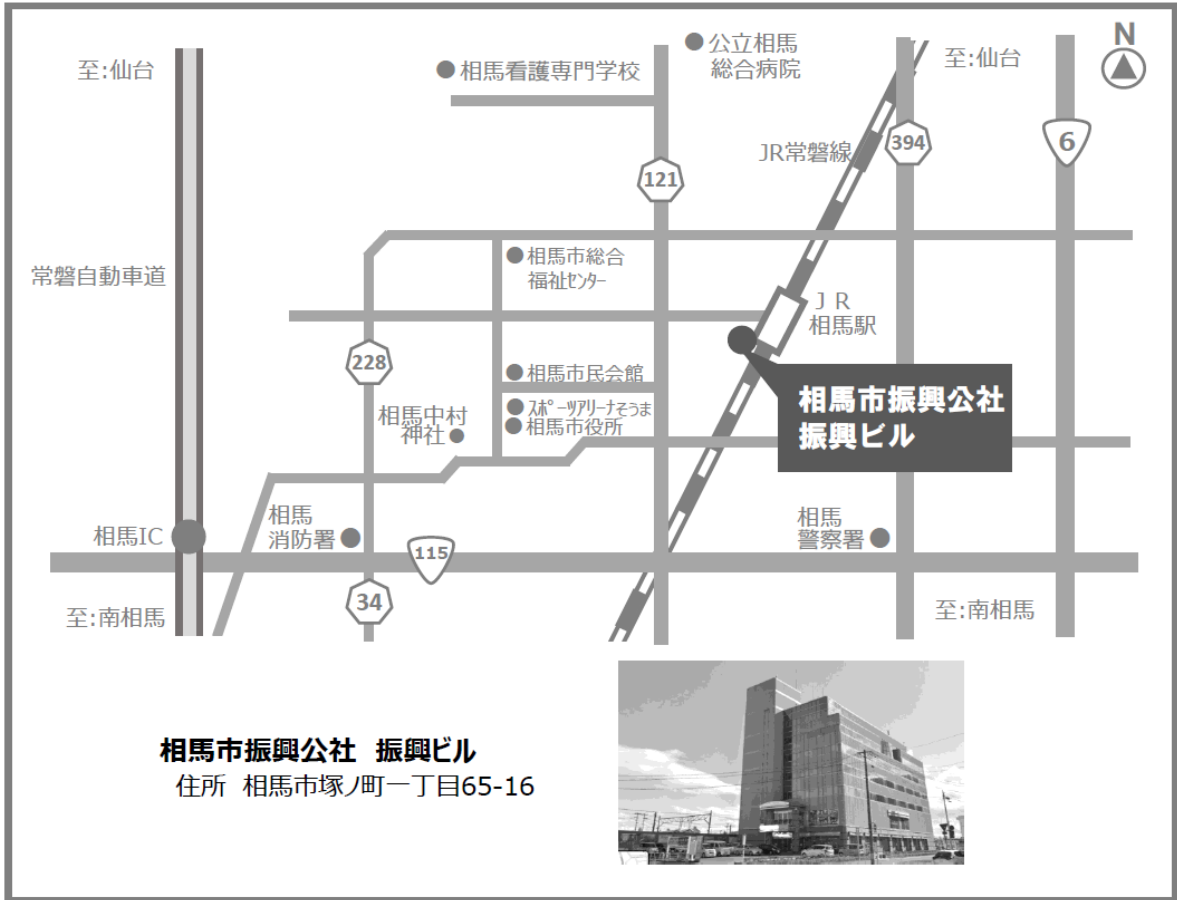 N
至:仙台
相馬看護専門学校
公立相馬
総合病院
至:仙台
JR常磐線
394
6
121
常磐自動車道
相馬市総合
福祉ｾﾝﾀｰ
ＪＲ
相馬駅
228
相馬市民会館
ｽﾎﾟｰﾂｱﾘｰﾅそうま
相馬市役所
相馬中村
神社
相馬市振興公社
振興ビル
相馬IC
相馬
消防署
115
相馬
警察署
34
至:南相馬
至:南相馬
相馬市振興公社 振興ビル
住所 相馬市塚ﾉ町一丁目65-16